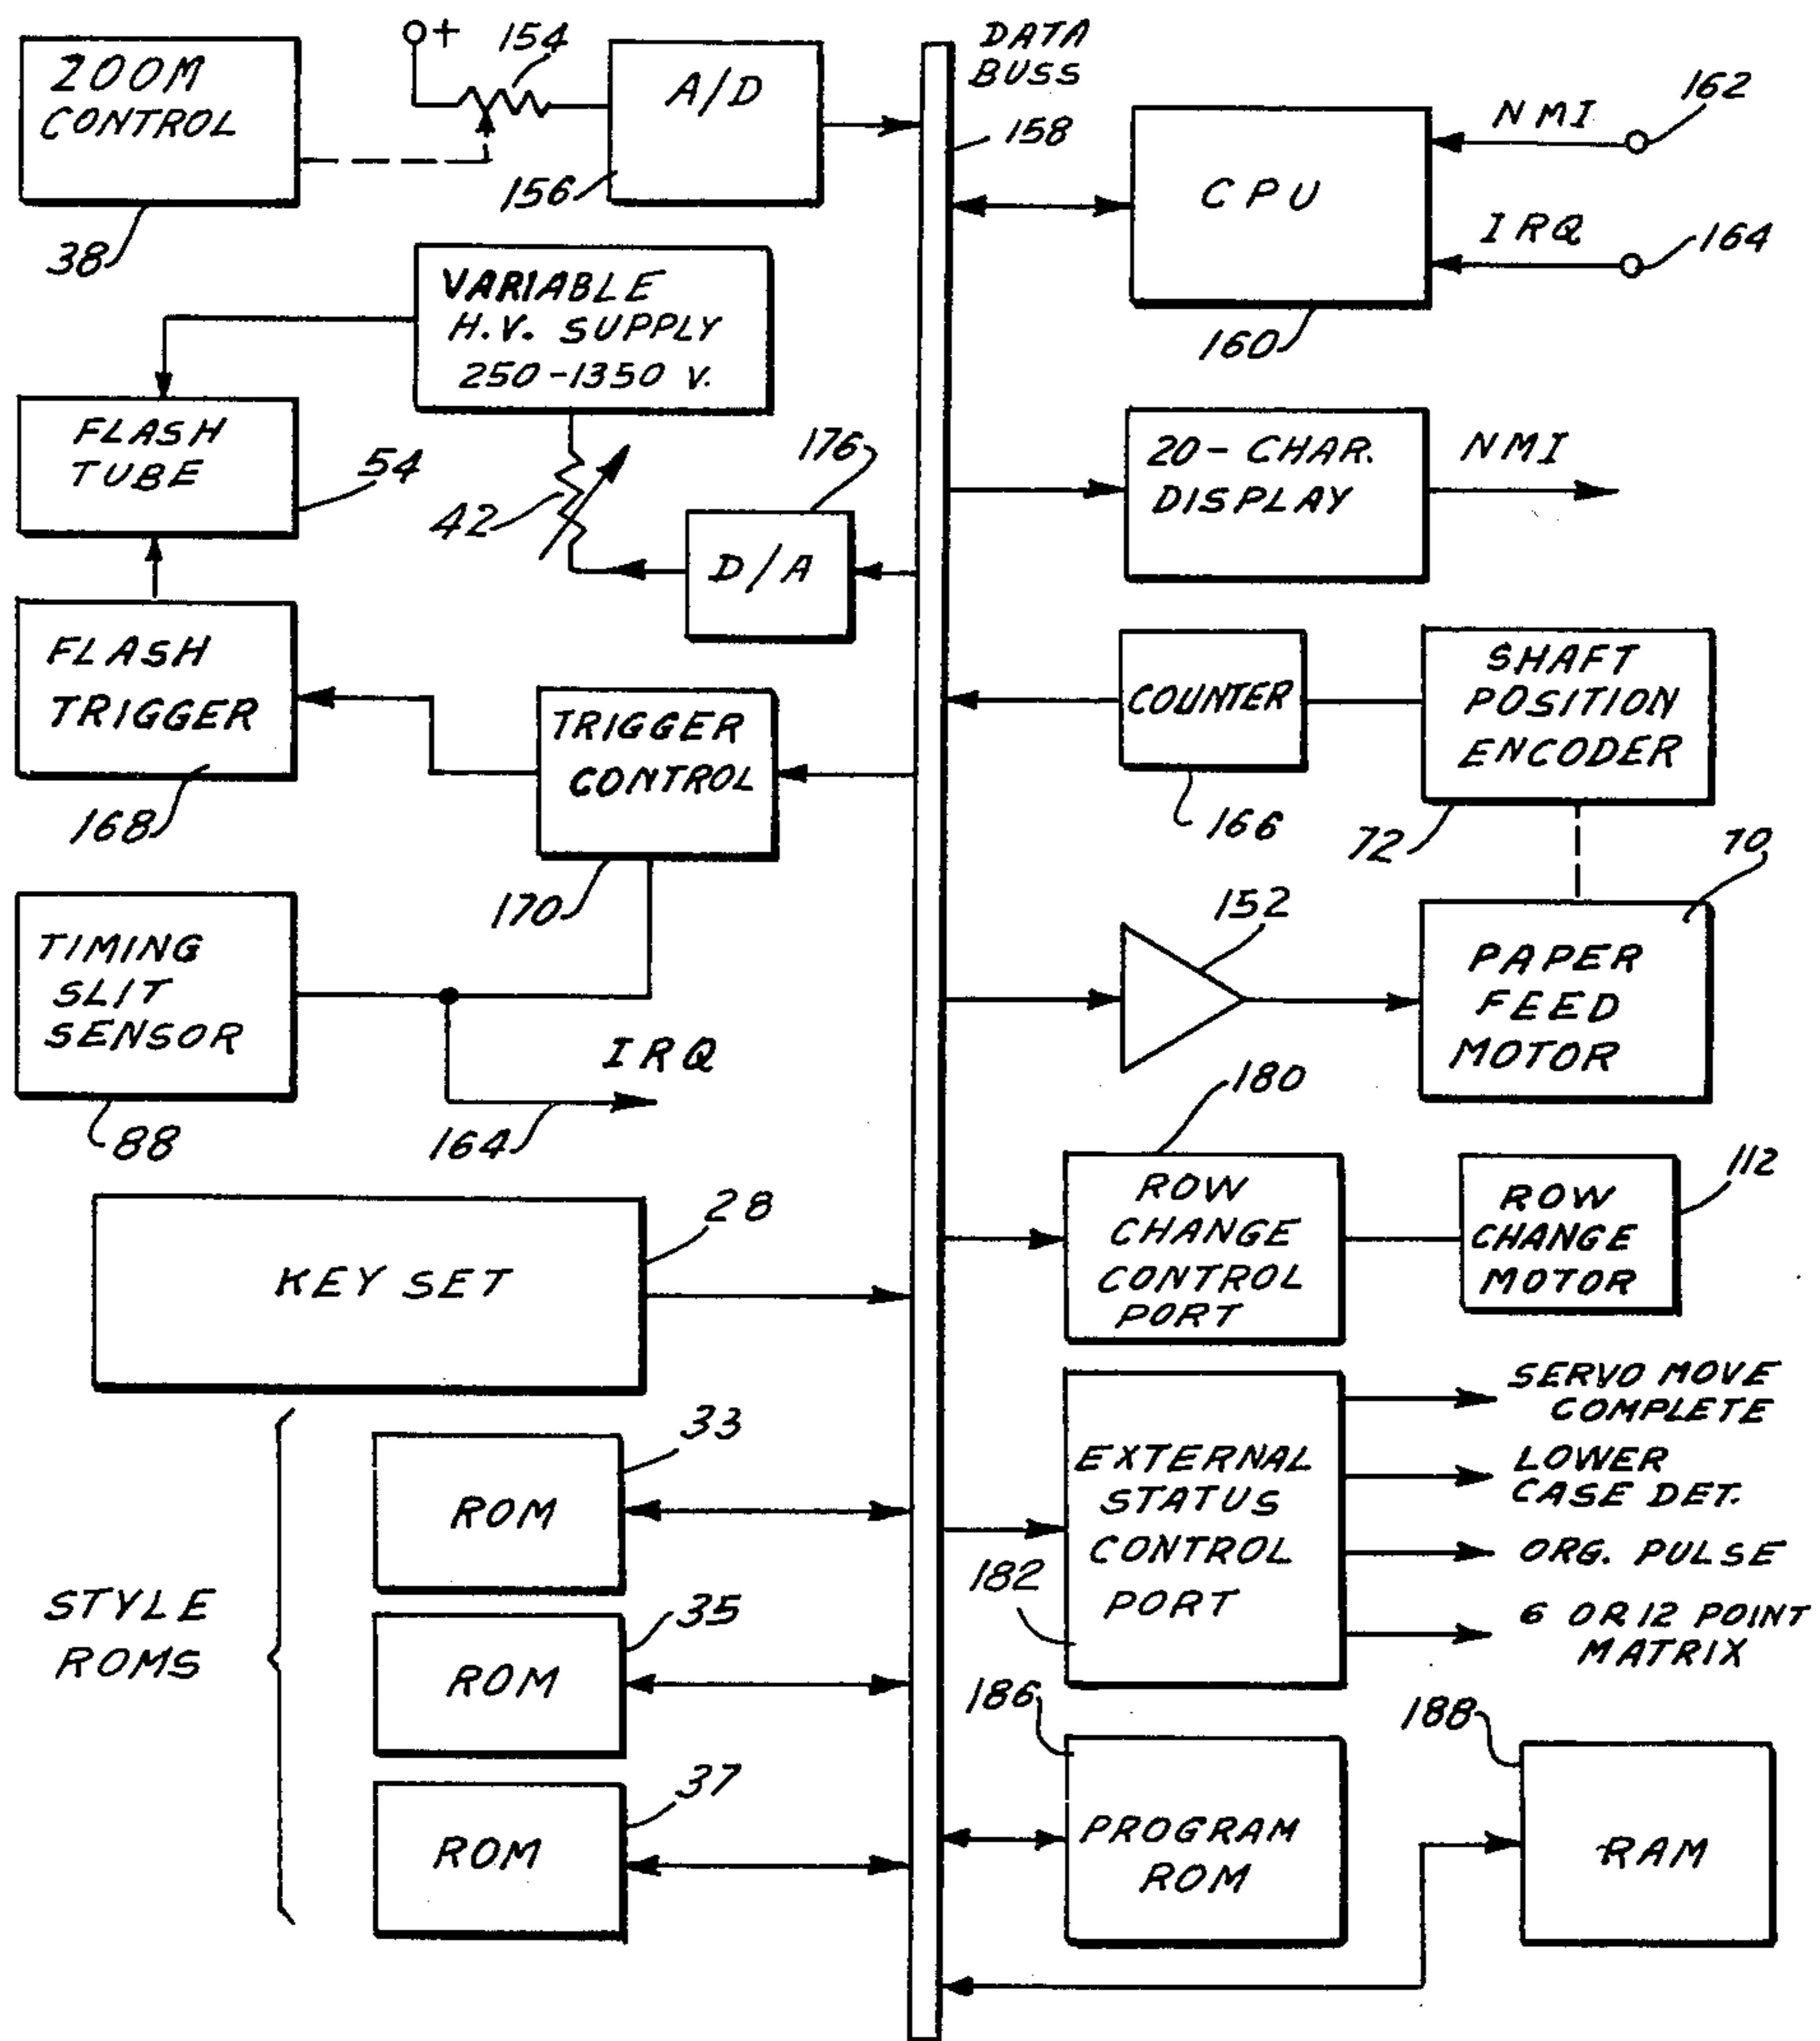 ZOOM
CONTROL
38
+
154
A/D
156
DATA
BUSS
158
CPU
160
NMI
162
IRQ
164
VARIABLE
H.V. SUPPLY
250-1350 V.
FLASH
TUBE
54
42
176
D/A
20-CHAR.
DISPLAY
NMI
FLASH
TRIGGER
168
TRIGGER
CONTROL
170
COUNTER
166
SHAFT
POSITION
ENCODER
72
70
TIMING
SLIT
SENSOR
88
IRQ
164
152
PAPER
FEED
MOTOR
180
ROW
CHANGE
CONTROL
PORT
112
ROW
CHANGE
MOTOR
28
KEY SET
STYLE
ROMS
33
ROM
35
ROM
37
ROM
EXTERNAL
STATUS
CONTROL
PORT
182
SERVO MOVE
COMPLETE
LOWER
CASE DET.
ORG. PULSE
6 OR 12 POINT
MATRIX
186
PROGRAM
ROM
188
RAM